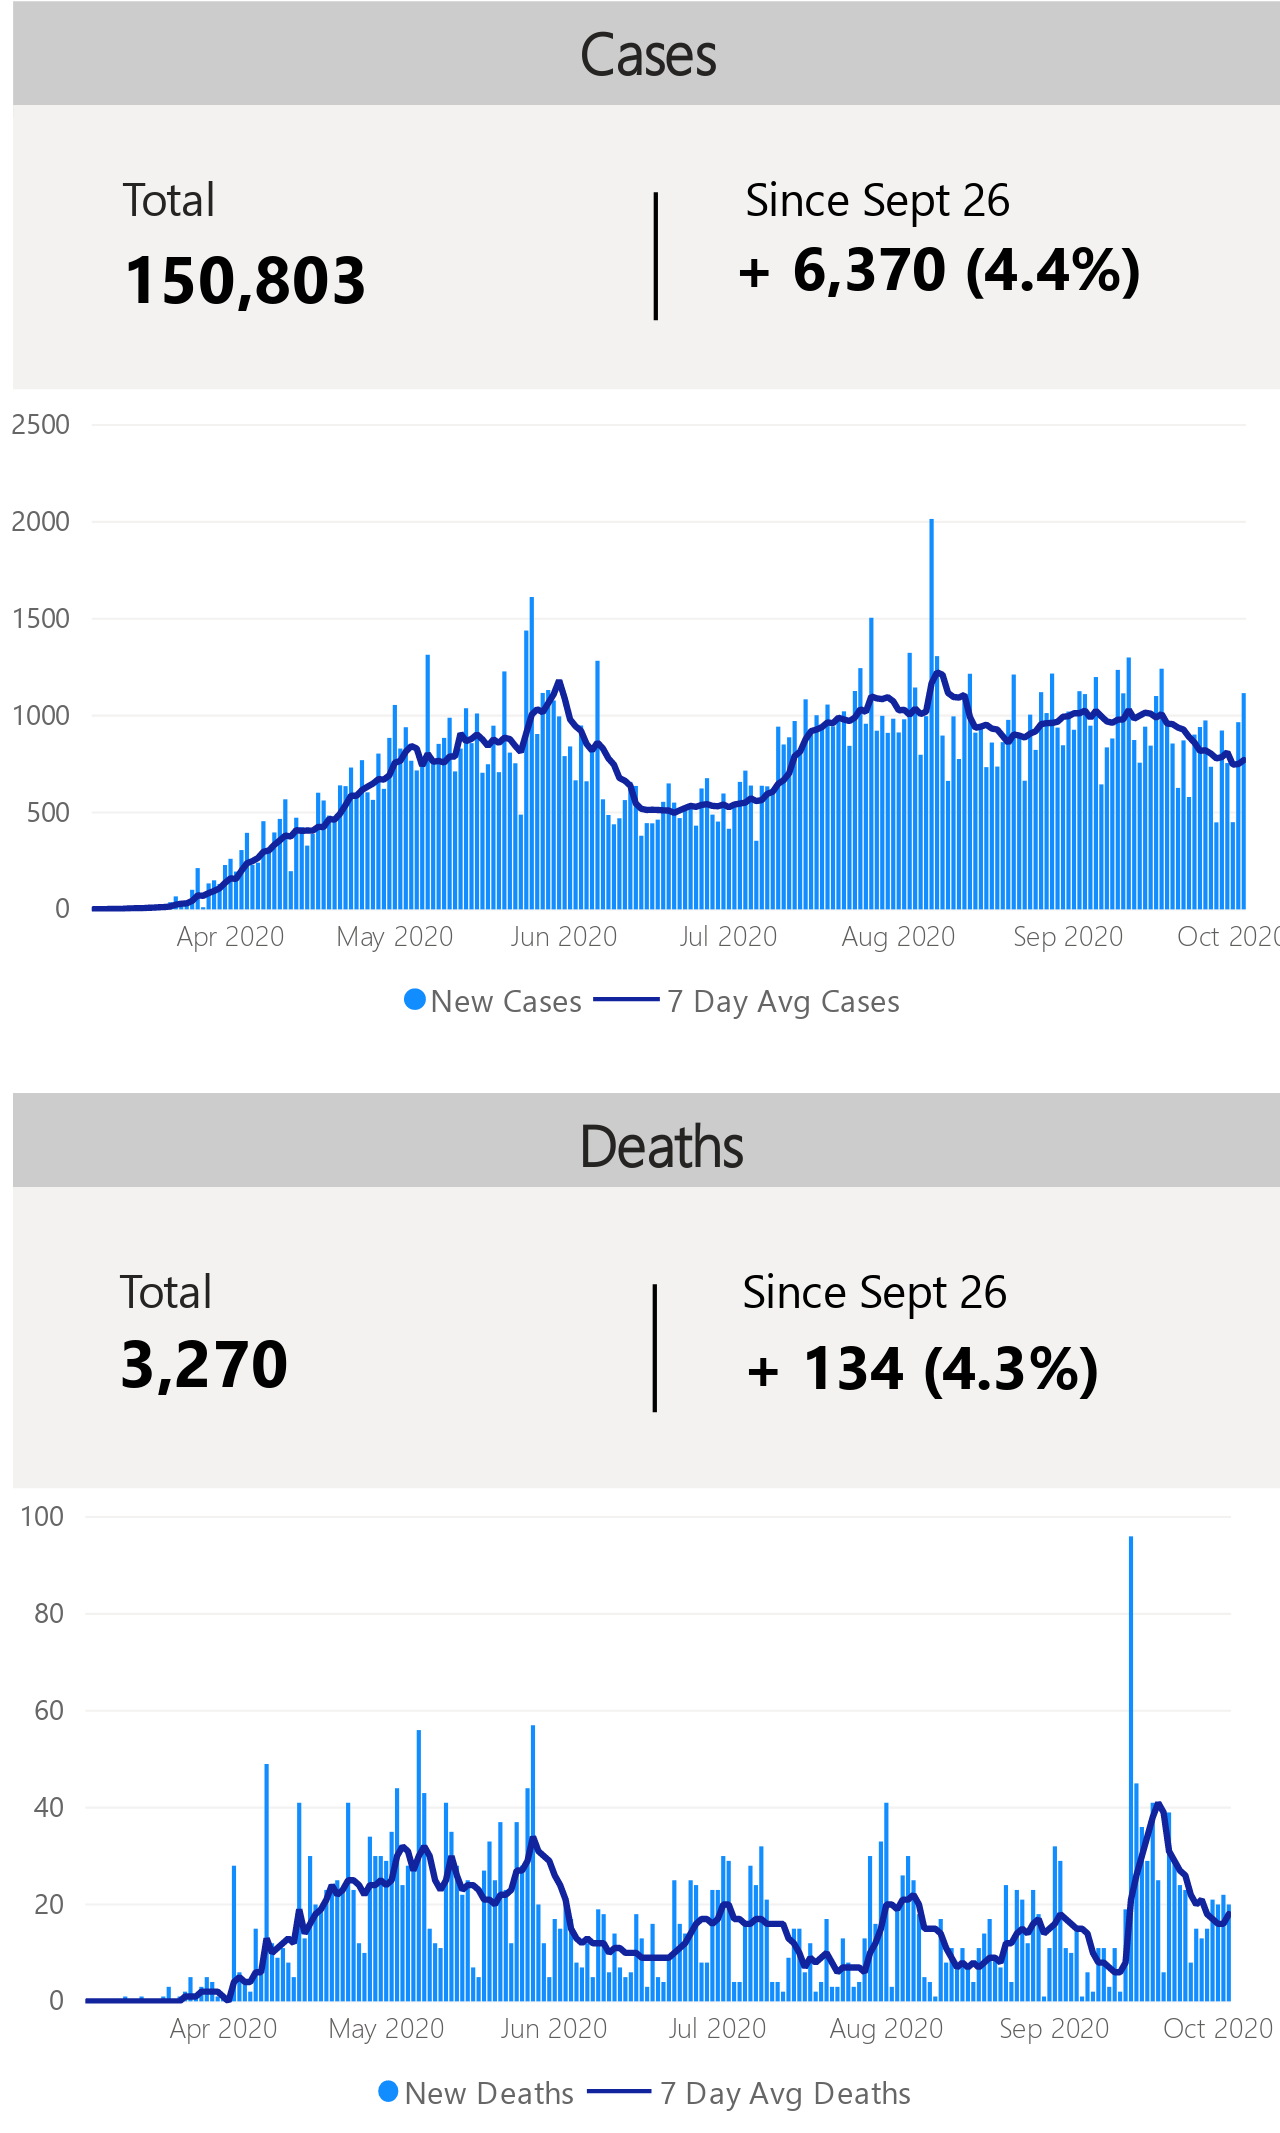 Cases
Total
Since Sept 26
150,803
+ 6,370 (4.4%)
2500
2000
1500
1000
500
0
Apr 2020 May 2020 Jun 2020 Jul 2020 Aug 2020 Sep 2020 Oct 2020
New Cases 7 Day Avg Cases
Deaths
Total
Since Sept 26
3,270
+ 134 (4.3%)
100
80
60
40
20
0
Apr 2020 May 2020 Jun 2020 Jul 2020 Aug 2020 Sep 2020 Oct 2020
New Deaths 7 Day Avg Deaths